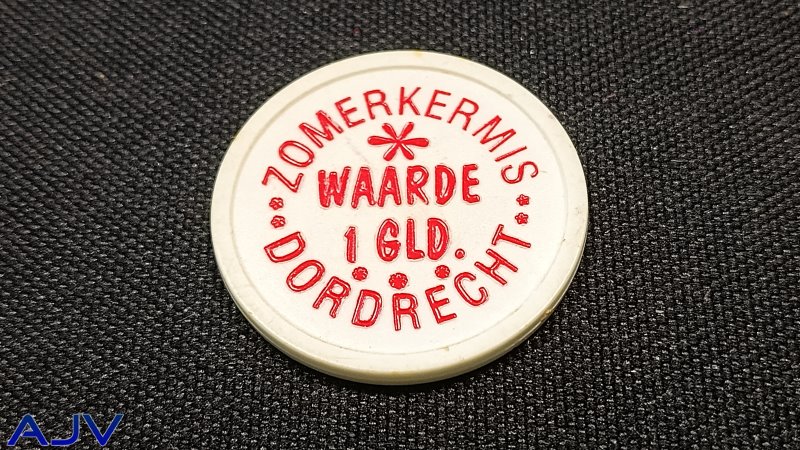 ZOMERKERMIS
WAARDE
1 GLD.
DORDRECHT
AJV